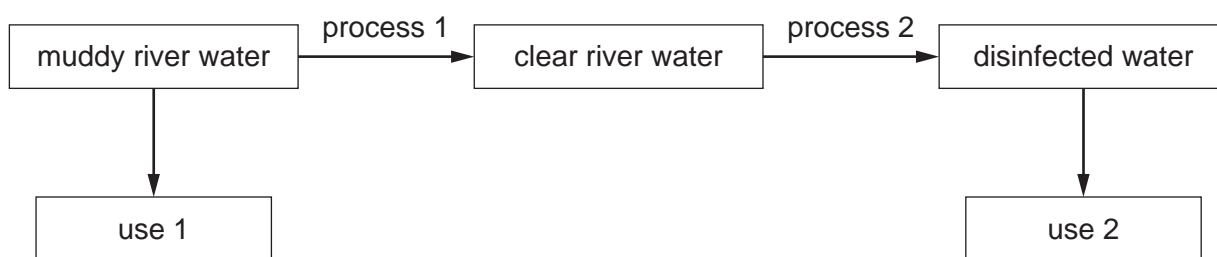 process 1
process 2
muddy river water
clear river water
disinfected water
use 1
use 2